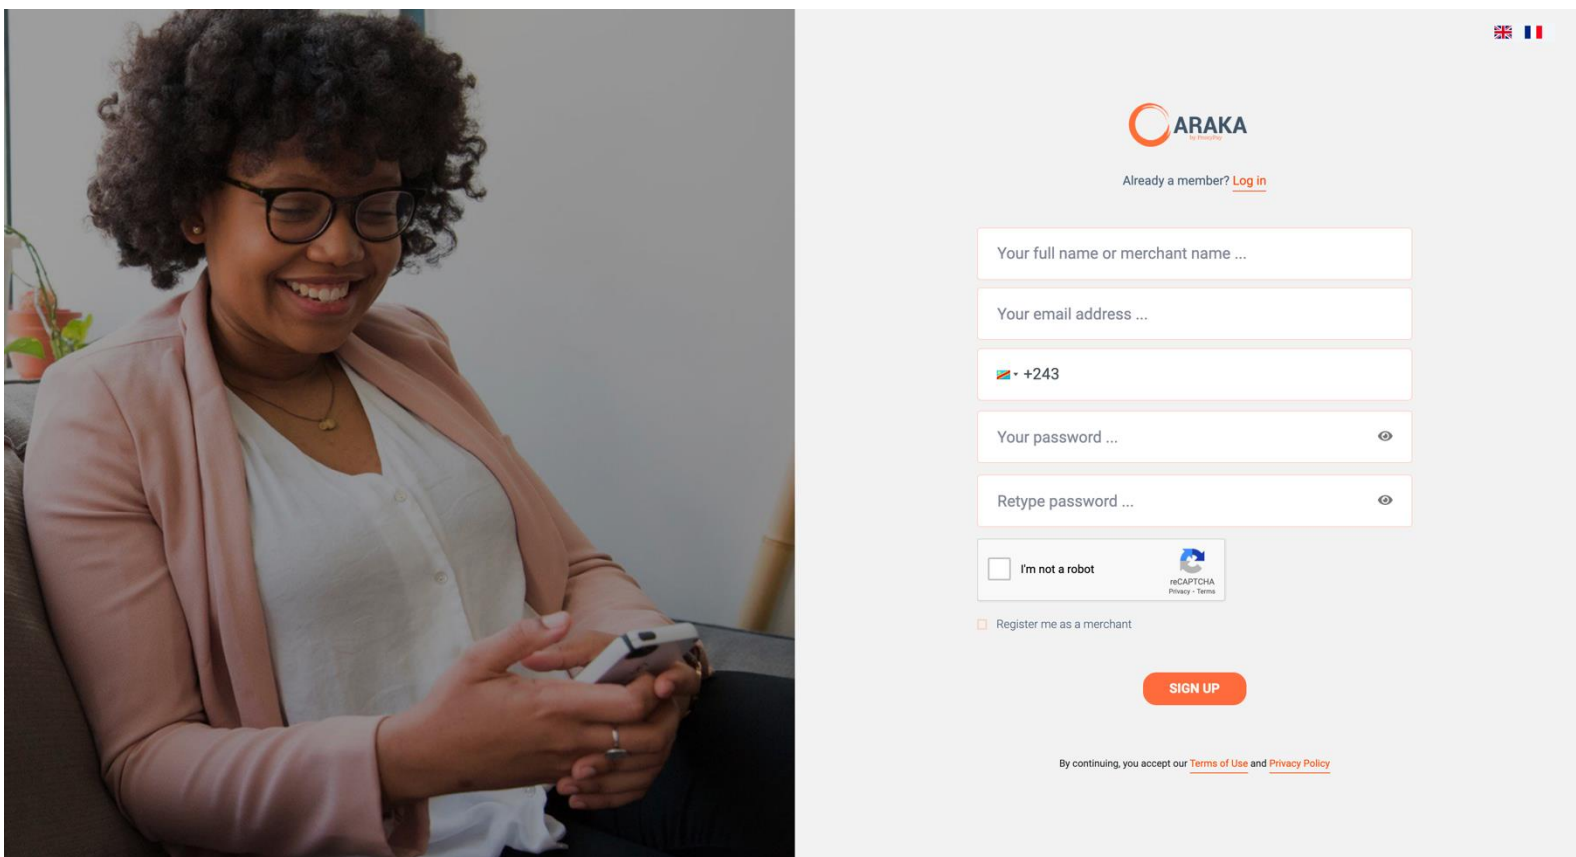 ARAKA
Already a member? Log in
Your full name or merchant name ...
Your email address ...
+243
Your password ...
Retype password ...
I'm not a robot
reCAPTCHA
Privacy - Terms
Register me as a merchant
SIGN UP
By continuing, you accept our Terms of Use and Privacy Policy